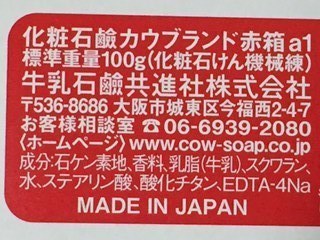 化粧石鹼カウブランド赤箱a1
標準重量100g(化粧石けん機械練)
牛乳石鹼共進社株式会社
〒536-8686 大阪市城東区今福西2-4-7
お客様相談室☎06-6939-2080
〈ホームページ〉www.cow-soap.co.jp
成分:石ケン素地、香料、乳脂(牛乳)、スクワラン、
水、ステアリン酸、酸化チタン、EDTA-4Na
MADE IN JAPAN